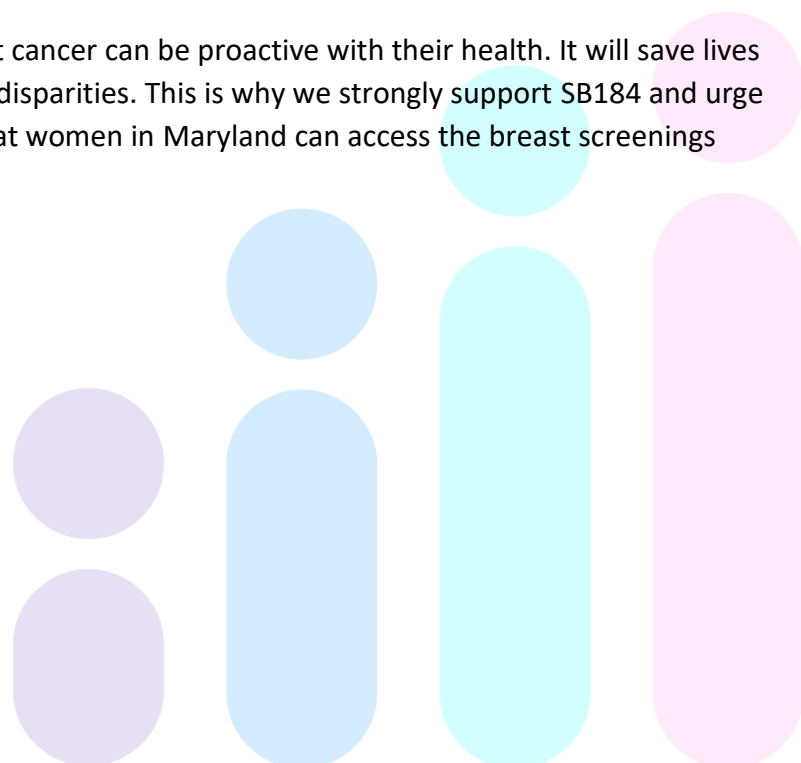 t cancer can be proactive with their health. It will save lives
disparities. This is why we strongly support SB184 and urge
at women in Maryland can access the breast screenings